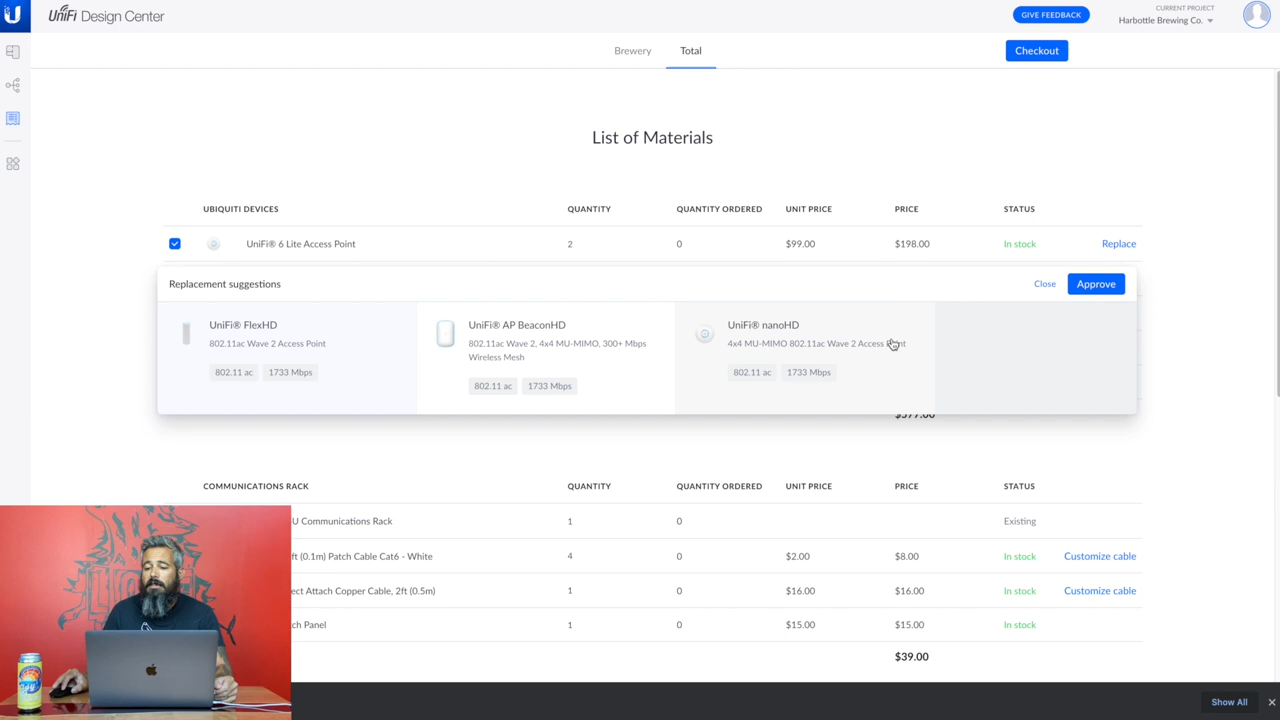 UniFi Design Center
GIVE FEEDBACK
CURRENT PROJECT
Harbottle Brewing Co.
Brewery
Total
Checkout
List of Materials
UBIQUITI DEVICES QUANTITY QUANTITY ORDERED UNIT PRICE PRICE STATUS
UniFi® 6 Lite Access Point 2 0 $99.00 $198.00 In stock Replace
Replacement suggestions Close Approve
UniFi® FlexHD
802.11ac Wave 2 Access Point
802.11 ac 1733 Mbps
UniFi® AP BeaconHD
802.11ac Wave 2, 4x4 MU-MIMO, 300+ Mbps
Wireless Mesh
802.11 ac 1733 Mbps
UniFi® nanoHD
4x4 MU-MIMO 802.11ac Wave 2 Access
802.11 ac 1733 Mbps
COMMUNICATIONS RACK QUANTITY QUANTITY ORDERED UNIT PRICE PRICE STATUS
U Communications Rack 1 0 Existing
ft (0.1m) Patch Cable Cat6 - White 4 0 $2.00 $8.00 In stock Customize cable
ect Attach Copper Cable, 2ft (0.5m) 1 0 $16.00 $16.00 In stock Customize cable
ch Panel 1 0 $15.00 $15.00 In stock
$39.00
Show All